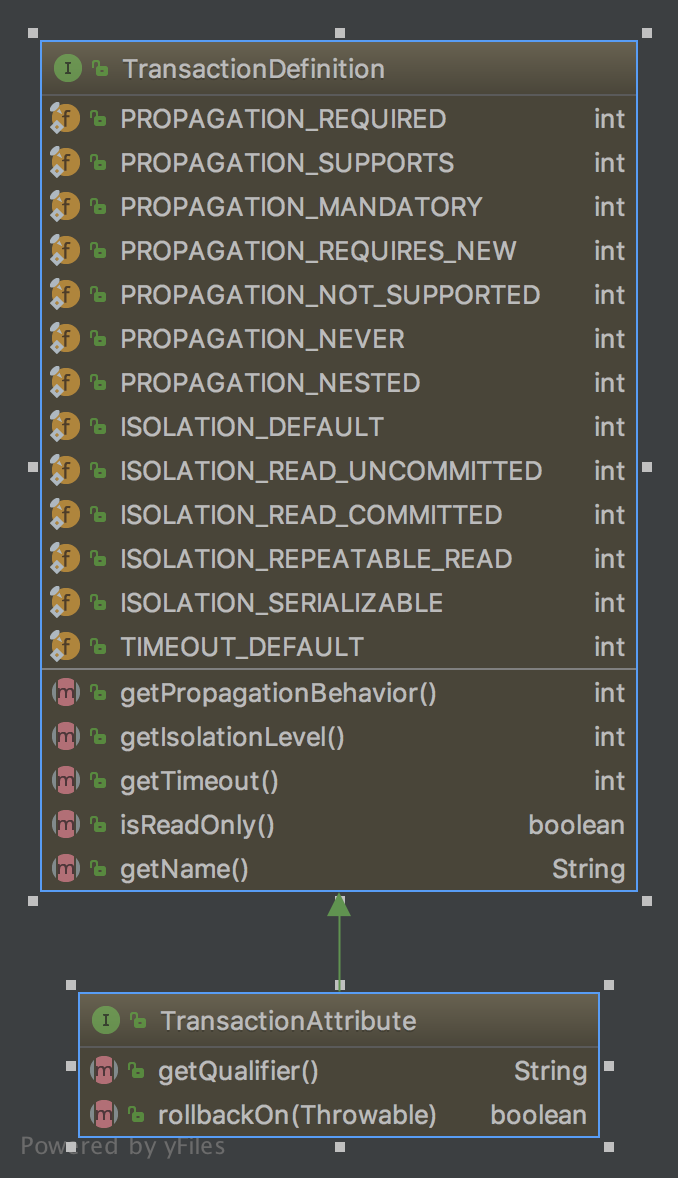 TransactionDefinition
PROPAGATION_REQUIRED int
PROPAGATION_SUPPORTS int
PROPAGATION_MANDATORY int
PROPAGATION_REQUIRES_NEW int
PROPAGATION_NOT_SUPPORTED int
PROPAGATION_NEVER int
PROPAGATION_NESTED int
ISOLATION_DEFAULT int
ISOLATION_READ_UNCOMMITTED int
ISOLATION_READ_COMMITTED int
ISOLATION_REPEATABLE_READ int
ISOLATION_SERIALIZABLE int
TIMEOUT_DEFAULT int
getPropagationBehavior() int
getIsolationLevel() int
getTimeout() int
isReadOnly() boolean
getName() String
TransactionAttribute
getQualifier() String
rollbackOn(Throwable) boolean
Powered by yFiles